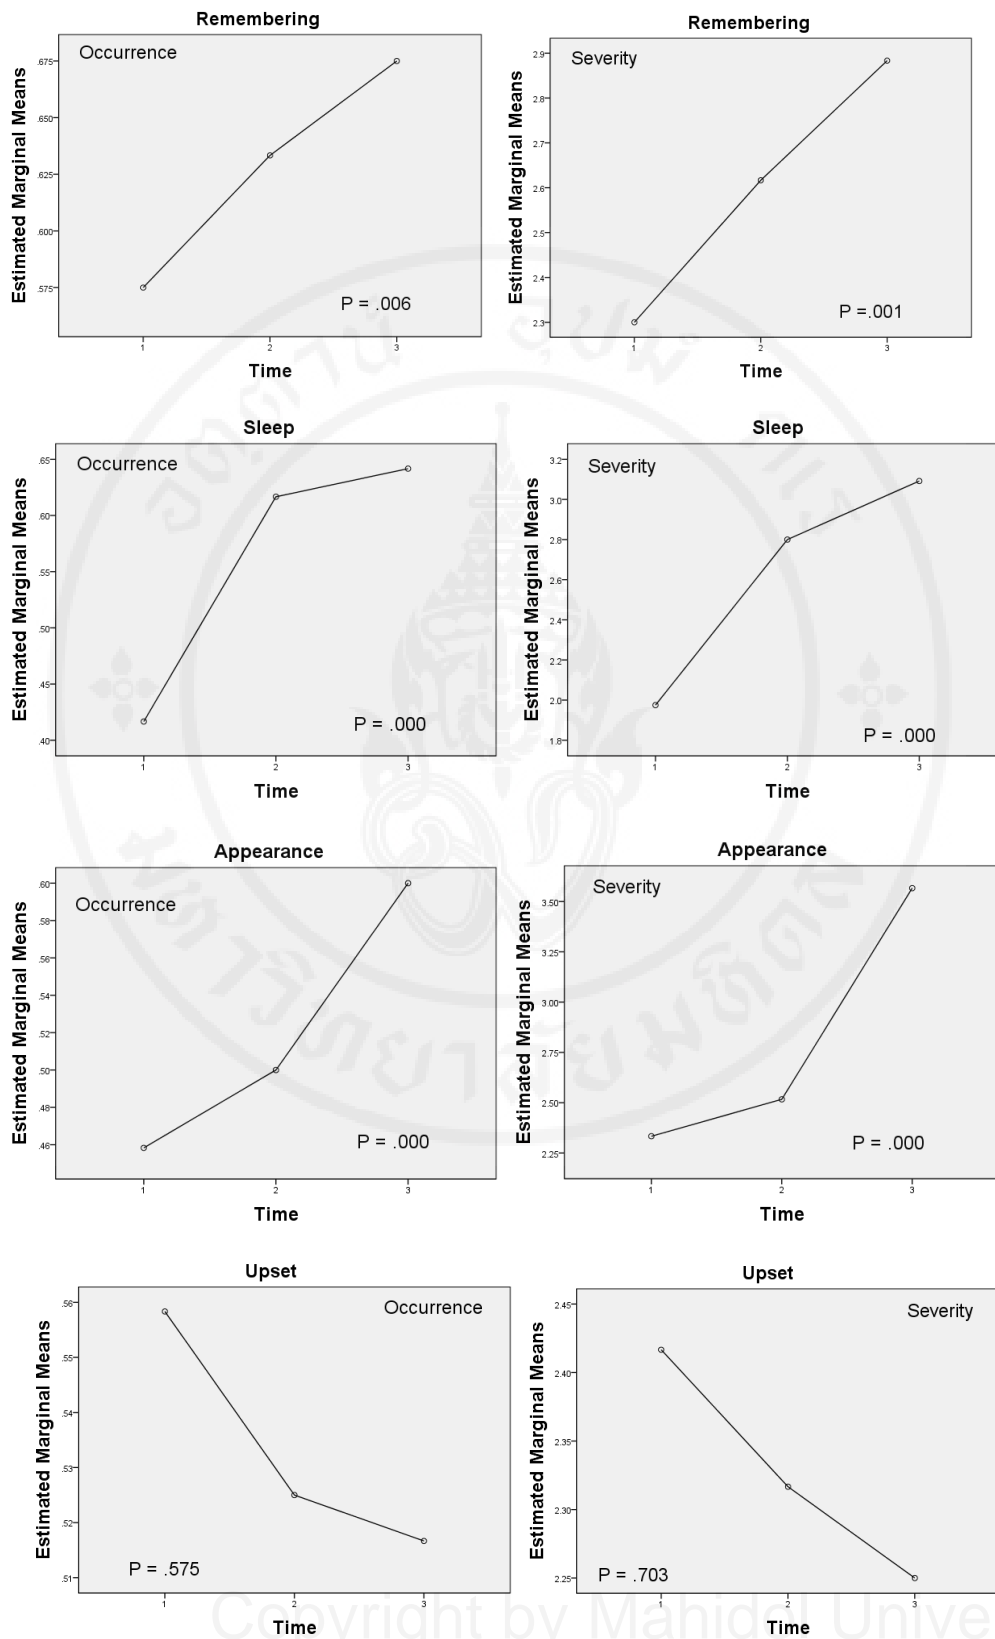 Remembering
Occurrence
Estimated Marginal Means
.675
.650
.625
.600
.575
P = .006
1 2 3
Time
Remembering
Severity
Estimated Marginal Means
2.9
2.8
2.7
2.6
2.5
2.4
2.3
P =.001
1 2 3
Time
Sleep
Occurrence
Estimated Marginal Means
.65
.60
.55
.50
.45
.40
P = .000
1 2 3
Time
Sleep
Severity
Estimated Marginal Means
3.2
3.0
2.8
2.6
2.4
2.2
2.0
1.8
P = .000
1 2 3
Time
Appearance
Occurrence
Estimated Marginal Means
.60
.58
.56
.54
.52
.50
.48
.46
P = .000
1 2 3
Time
Appearance
Severity
Estimated Marginal Means
3.50
3.25
3.00
2.75
2.50
2.25
P = .000
1 2 3
Time
Upset
Occurrence
Estimated Marginal Means
.56
.55
.54
.53
.52
.51
P = .575
1 2 3
Time
Upset
Severity
Estimated Marginal Means
2.45
2.40
2.35
2.30
2.25
P = .703
1 2 3
Time
Copyright by Mahidol Unive